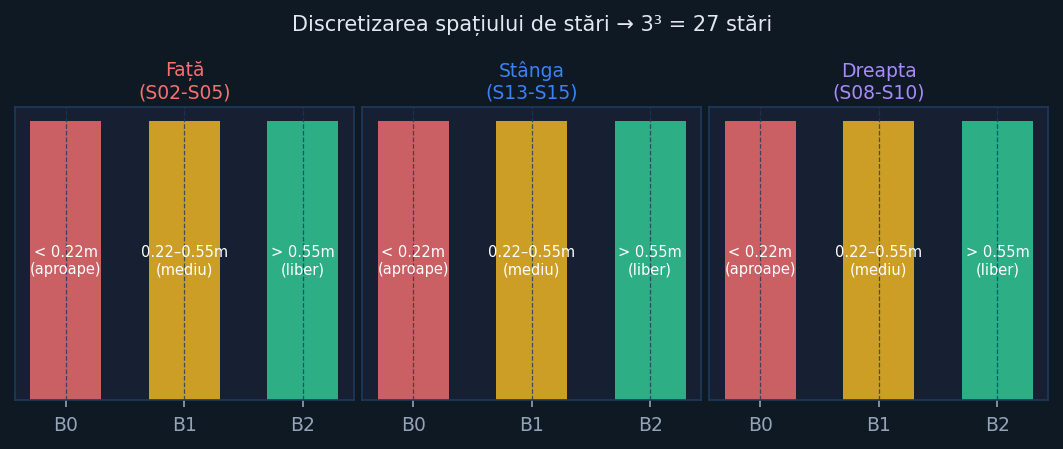 Discretizarea spațiului de stări → 3³ = 27 stări
Față
(S02-S05)
< 0.22m
(aproape)
0.22–0.55m
(mediu)
> 0.55m
(liber)
B0
B1
B2
Stânga
(S13-S15)
< 0.22m
(aproape)
0.22–0.55m
(mediu)
> 0.55m
(liber)
B0
B1
B2
Dreapta
(S08-S10)
< 0.22m
(aproape)
0.22–0.55m
(mediu)
> 0.55m
(liber)
B0
B1
B2